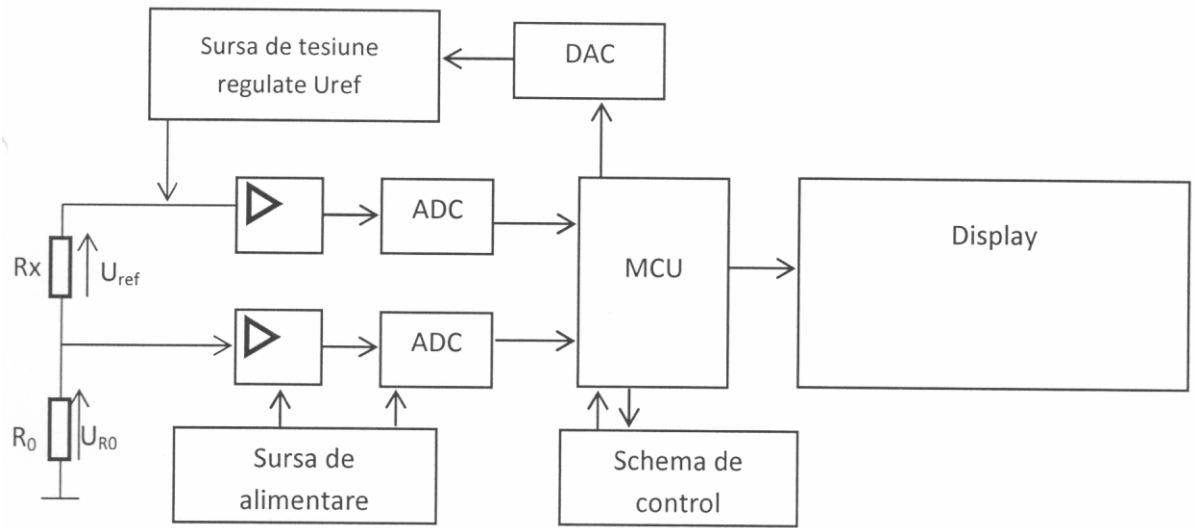 Sursa de tesiune
regulate Uref
DAC
ADC
Display
MCU
Rx
Uref
ADC
R0
UR0
Sursa de
alimentare
Schema de
control